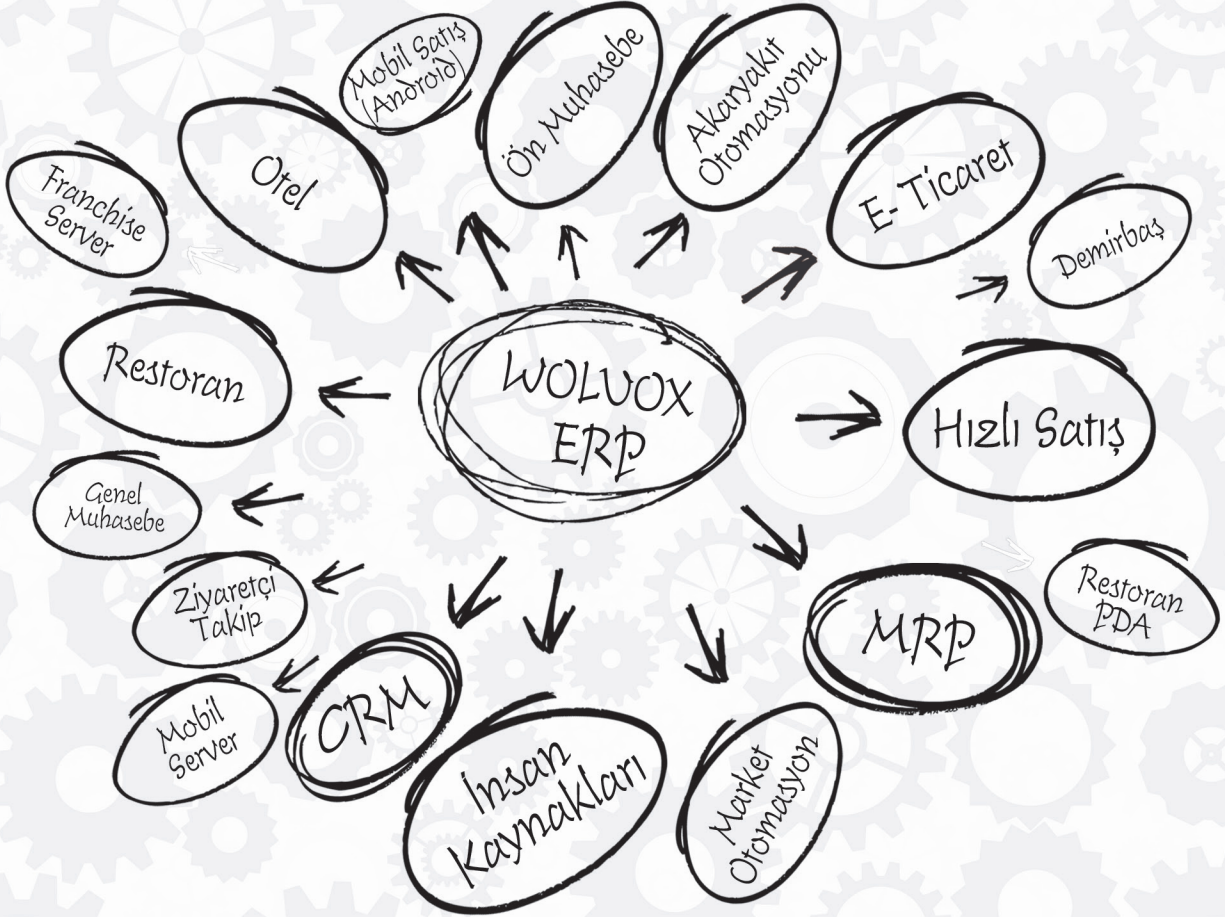 Mobil Satış
(Android)
Ön Muhasebe
Akaryakıt
Otomasyonu
Otel
E- Ticaret
Franchise
Server
Demirbaş
Restoran
WOLVOX
ERP
Hızlı Satış
Genel
Muhasebe
Ziyaretçi
Takip
MRP
Restoran
PDA
Mobil
Server
CRM
İnsan
Kaynakları
Market
Otomasyon